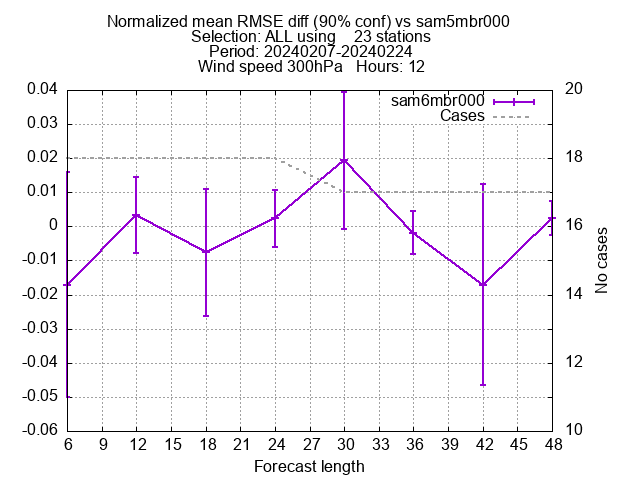 Normalized mean RMSE diff (90% conf) vs sam5mbr000
Selection: ALL using    23 stations
Period: 20240207-20240224
Wind speed 300hPa   Hours: 12
sam6mbr000
Cases
0.04
0.03
0.02
0.01
0
-0.01
-0.02
-0.03
-0.04
-0.05
-0.06
20
18
16
14
12
10
No cases
6 9 12 15 18 21 24 27 30 33 36 39 42 45 48
Forecast length